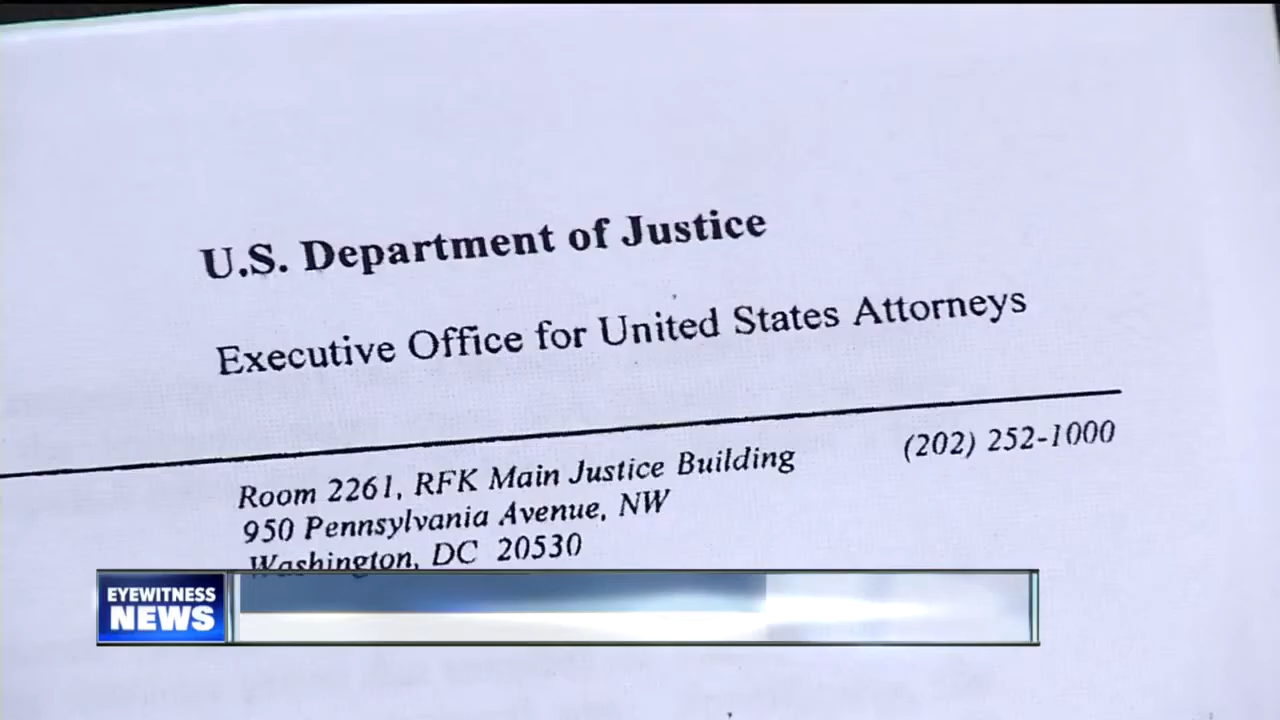 U.S. Department of Justice
Executive Office for United States Attorneys
(202) 252-1000
Room 2261, RFK Main Justice Building
950 Pennsylvania Avenue, NW
Washington, DC 20530
EYEWITNESS
NEWS